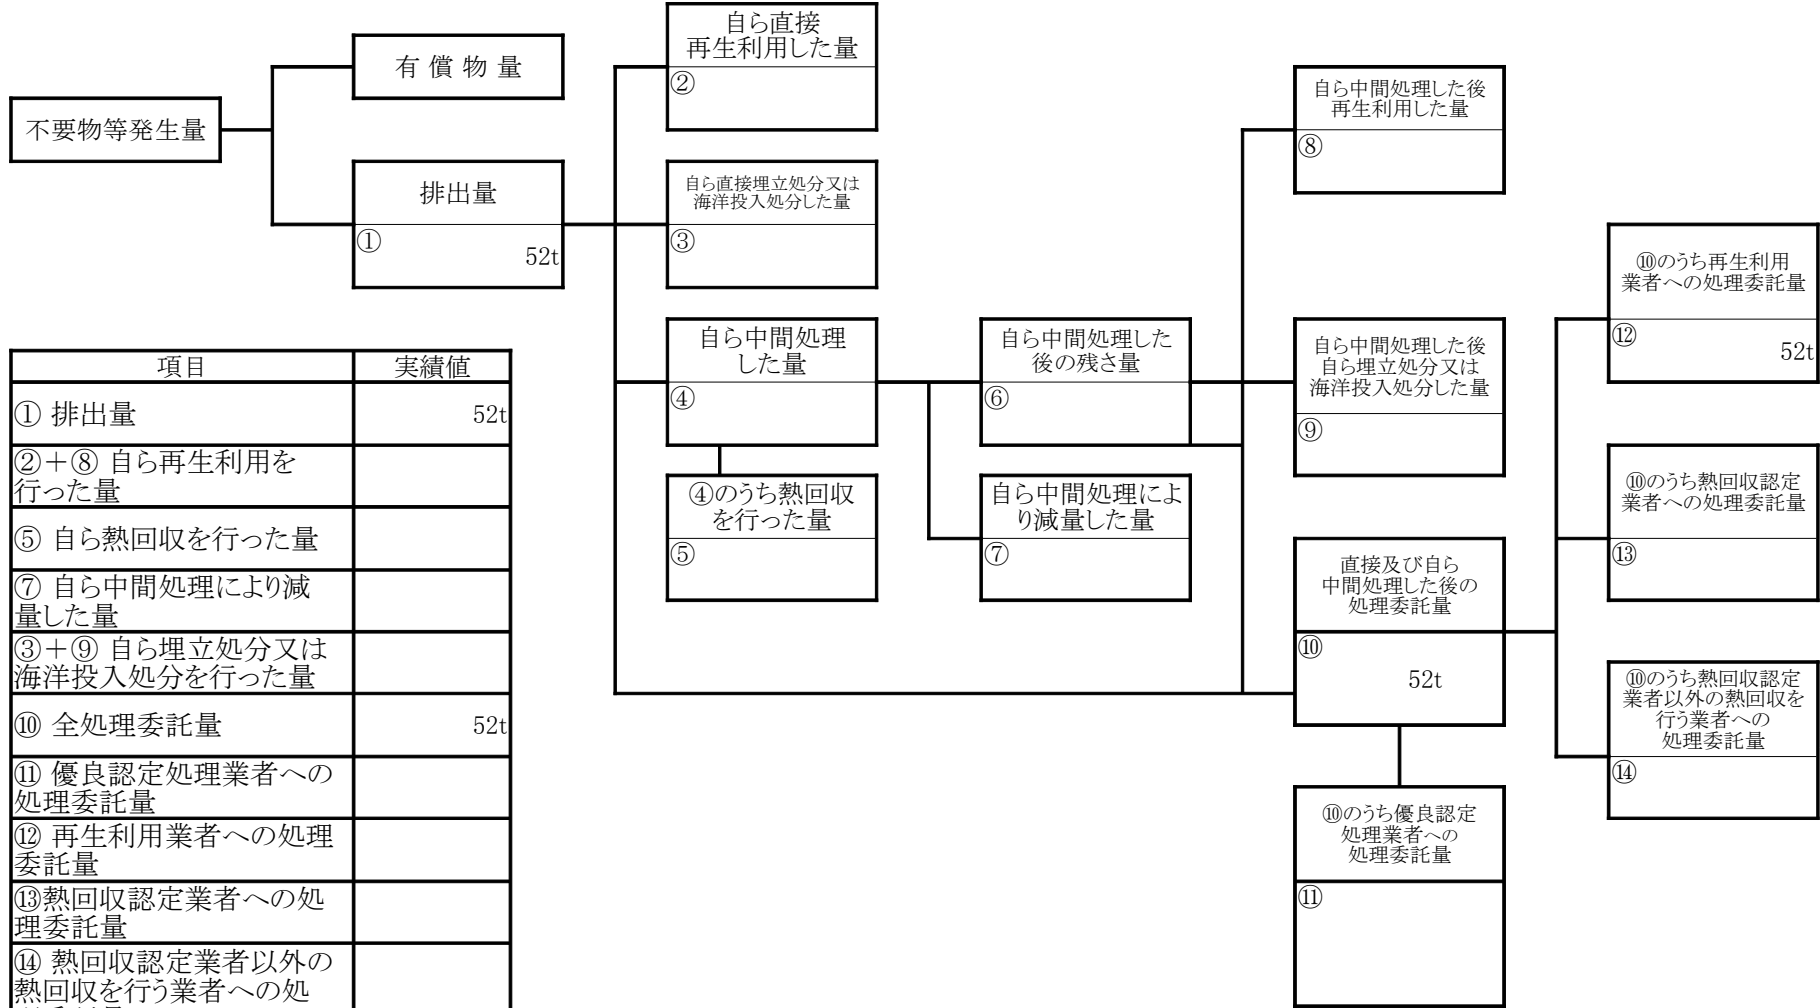 不要物等発生量
有 償 物 量
排出量
①
52t
自ら直接
再生利用した量
②
自ら直接埋立処分又は
海洋投入処分した量
③
自ら中間処理
した量
④
④のうち熱回収
を行った量
⑤
自ら中間処理した
後の残さ量
⑥
自ら中間処理によ
り減量した量
⑦
自ら中間処理した後
再生利用した量
⑧
自ら中間処理した後
自ら埋立処分又は
海洋投入処分した量
⑨
直接及び自ら
中間処理した後の
処理委託量
⑩
52t
⑩のうち優良認定
処理業者への
処理委託量
⑪
⑩のうち再生利用
業者への処理委託量
⑫
52t
⑩のうち熱回収認定
業者への処理委託量
⑬
⑩のうち熱回収認定
業者以外の熱回収を
行う業者への
処理委託量
⑭
項目 実績値
① 排出量 52t
②+⑧ 自ら再生利用を
行った量
⑤ 自ら熱回収を行った量
⑦ 自ら中間処理により減
量した量
③+⑨ 自ら埋立処分又は
海洋投入処分を行った量
⑩ 全処理委託量 52t
⑪ 優良認定処理業者への
処理委託量
⑫ 再生利用業者への処理
委託量
⑬熱回収認定業者への処
理委託量
⑭ 熱回収認定業者以外の
熱回収を行う業者への処